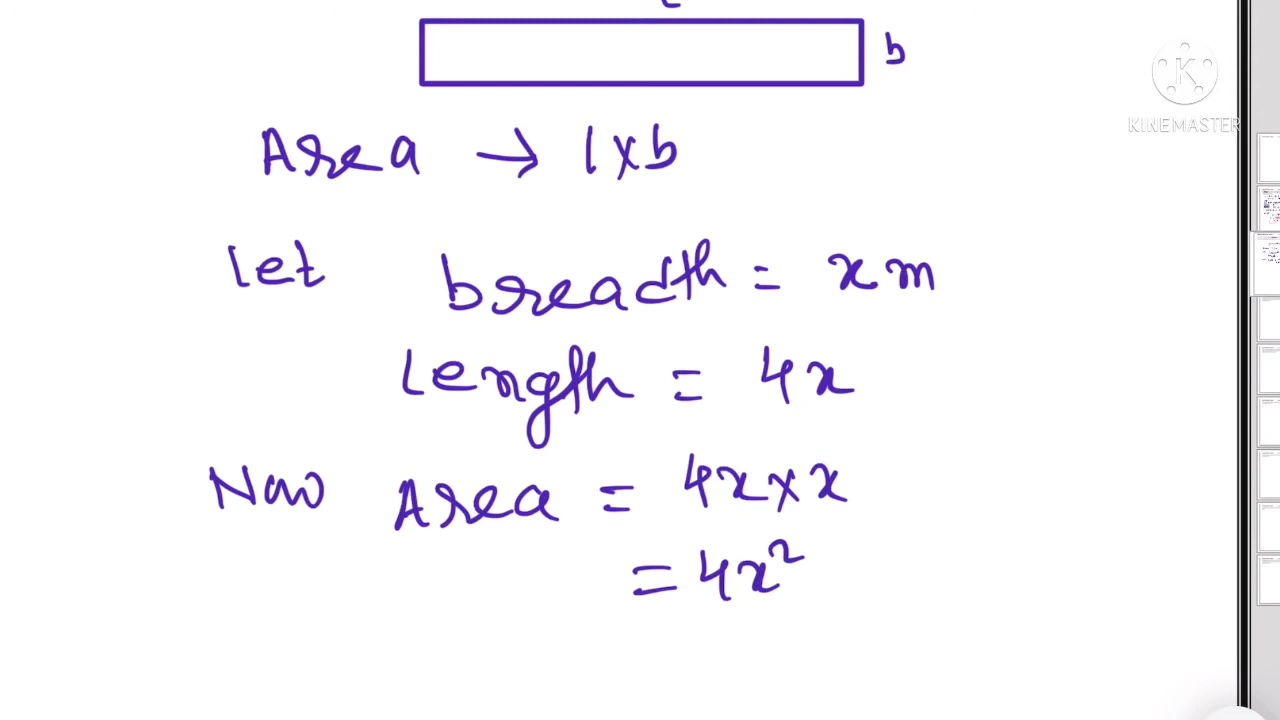 b
K
KINEMASTER
Area → l×b
Let breadth = x m
Length = 4x
Now Area = 4x×x
= 4x²